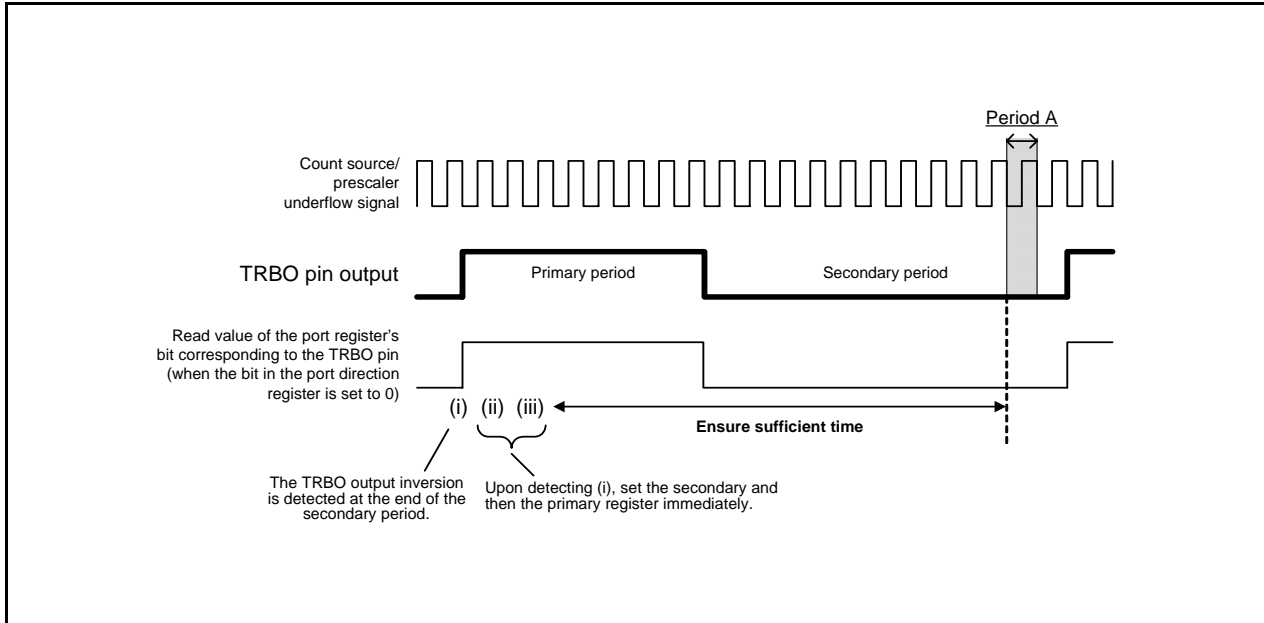 Period A
Count source/
prescaler
underflow signal
TRBO pin output
Primary period
Secondary period
Read value of the port register's
bit corresponding to the TRBO pin
(when the bit in the port direction
register is set to 0)
(i) (ii) (iii)
Ensure sufficient time
The TRBO output inversion
is detected at the end of the
secondary period.
Upon detecting (i), set the secondary and
then the primary register immediately.